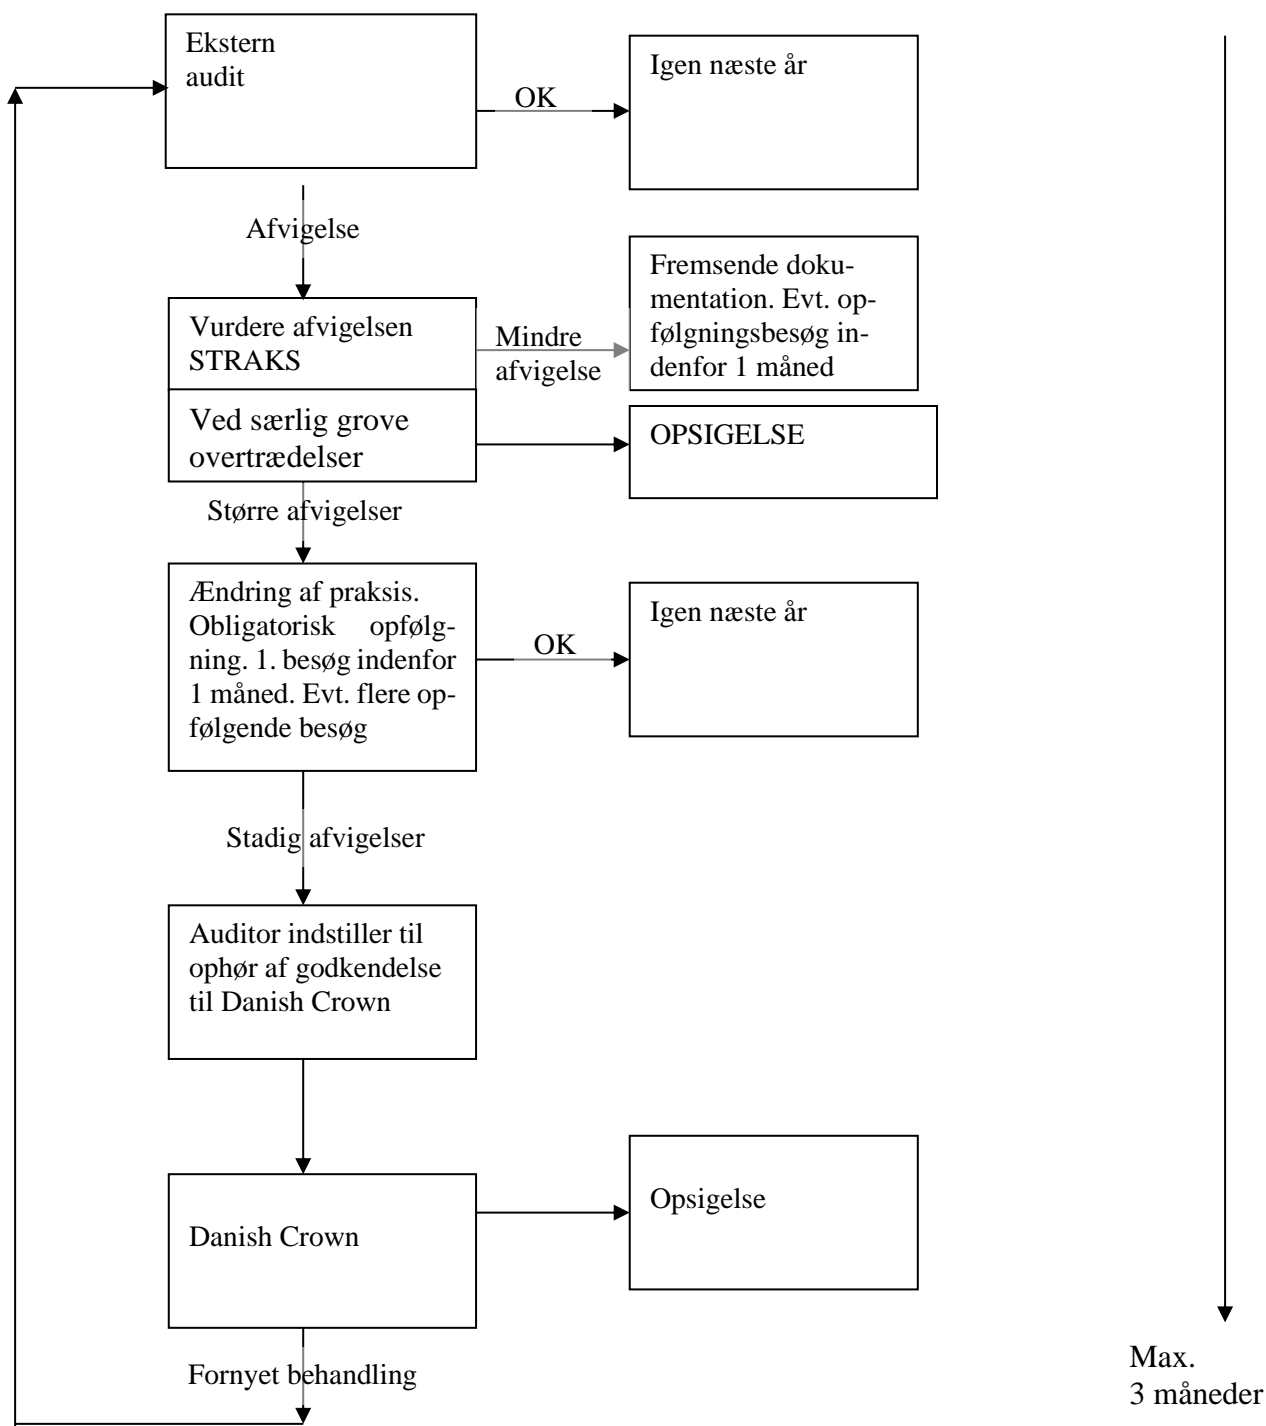 Ekstern
audit
OK
Igen næste år
Afvigelse
Vurdere afvigelsen
STRAKS
Mindre
afvigelse
Fremsende doku-
mentation. Evt. op-
følgningsbesøg in-
denfor 1 måned
Ved særlig grove
overtrædelser
OPSIGELSE
Større afvigelser
Ændring af praksis.
Obligatorisk opfølg-
ning. 1. besøg indenfor
1 måned. Evt. flere op-
følgende besøg
OK
Igen næste år
Stadig afvigelser
Auditor indstiller til
ophør af godkendelse
til Danish Crown
Danish Crown
Opsigelse
Fornyet behandling
Max.
3 måneder